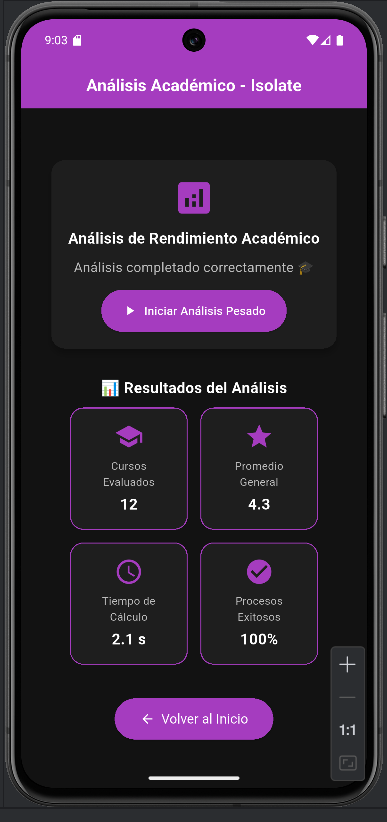 9:03
Análisis Académico - Isolate
Análisis de Rendimiento Académico
Análisis completado correctamente 🎓
Iniciar Análisis Pesado
📊 Resultados del Análisis
Cursos
Evaluados
12
Promedio
General
4.3
Tiempo de
Cálculo
2.1 s
Procesos
Exitosos
100%
1:1
Volver al Inicio